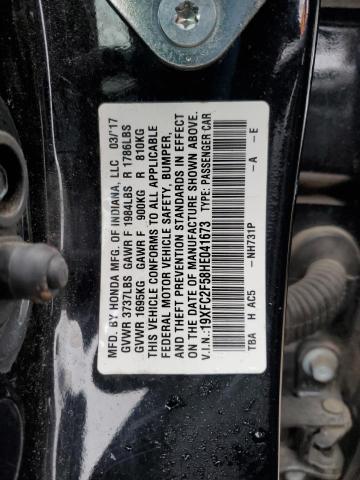 MFD. BY HONDA MFG. OF INDIANA, LLC 03/17
GVWR 3737LBS GAWR F 1984LBS R 1786LBS
GVWR 1695KG GAWR F 900KG R 810KG
THIS VEHICLE CONFORMS TO ALL APPLICABLE
FEDERAL MOTOR VEHICLE SAFETY, BUMPER,
AND THEFT PREVENTION STANDARDS IN EFFECT
ON THE DATE OF MANUFACTURE SHOWN ABOVE.
V.I.N.:19XFC2F58HE041673 TYPE: PASSENGER CAR
TBA H AC5 -NH731P -A -E